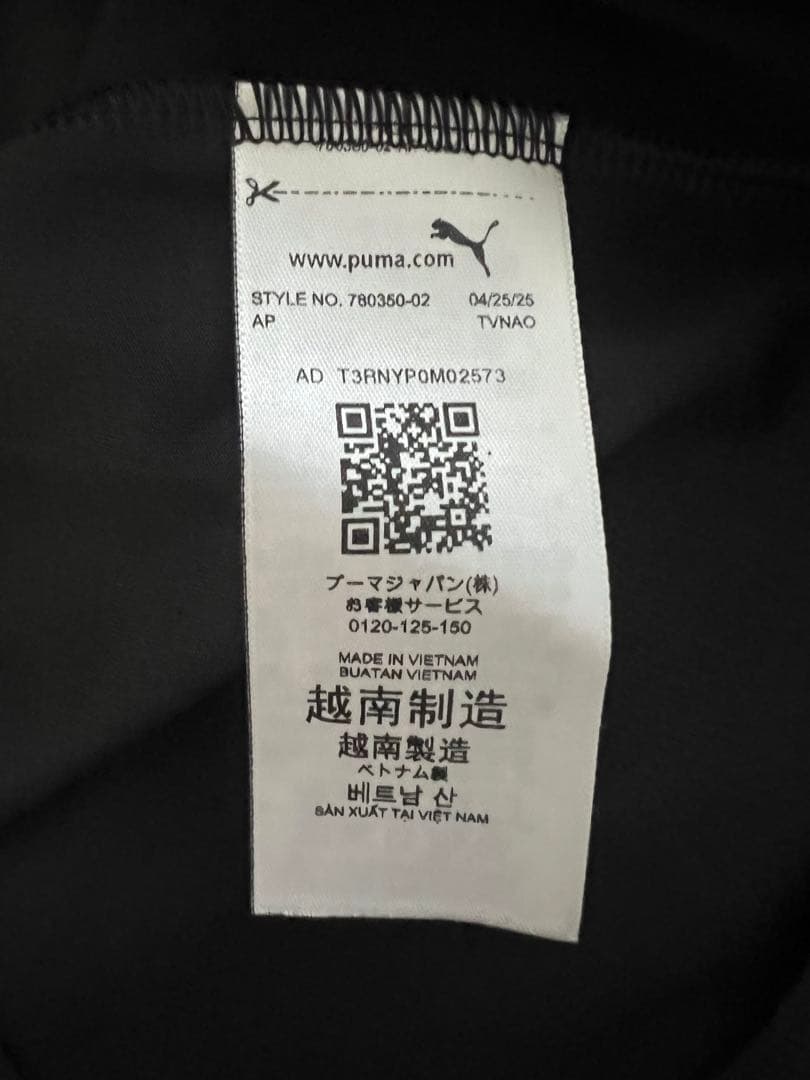 www.puma.com
STYLE NO. 780350-02 04/25/25
AP TVNAO
AD T3RNYP0M02573
プーマジャパン(株)
お客様サービス
0120-125-150
MADE IN VIETNAM
BUATAN VIETNAM
越南制造
越南製造
ベトナム製
베트남 산
SẢN XUẤT TẠI VIỆT NAM